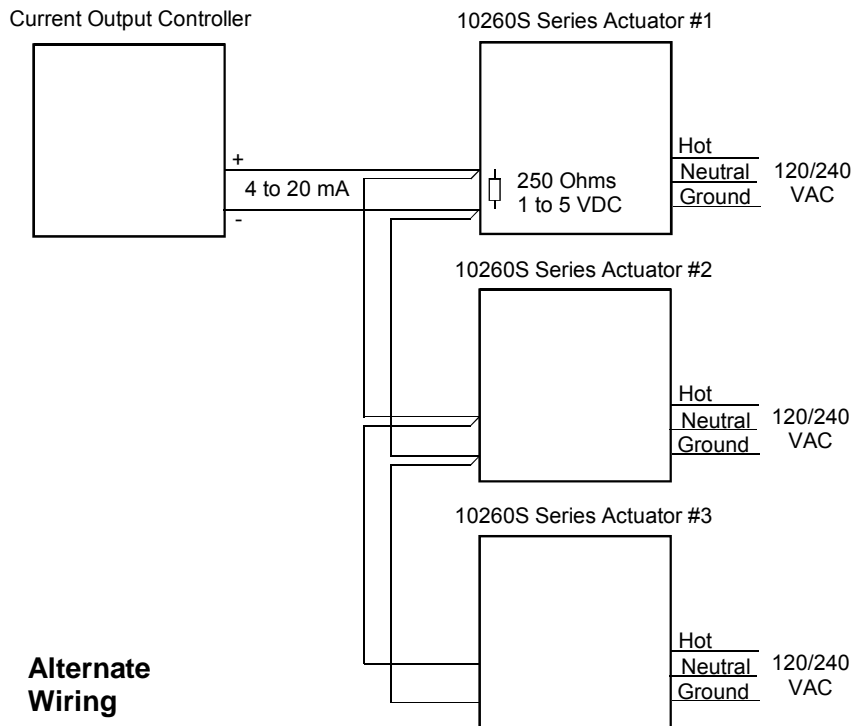 Current Output Controller
10260S Series Actuator #1
+
4 to 20 mA
-
250 Ohms
1 to 5 VDC
Hot
Neutral
Ground
120/240
VAC
10260S Series Actuator #2
Hot
Neutral
Ground
120/240
VAC
10260S Series Actuator #3
Hot
Neutral
Ground
120/240
VAC
Alternate
Wiring